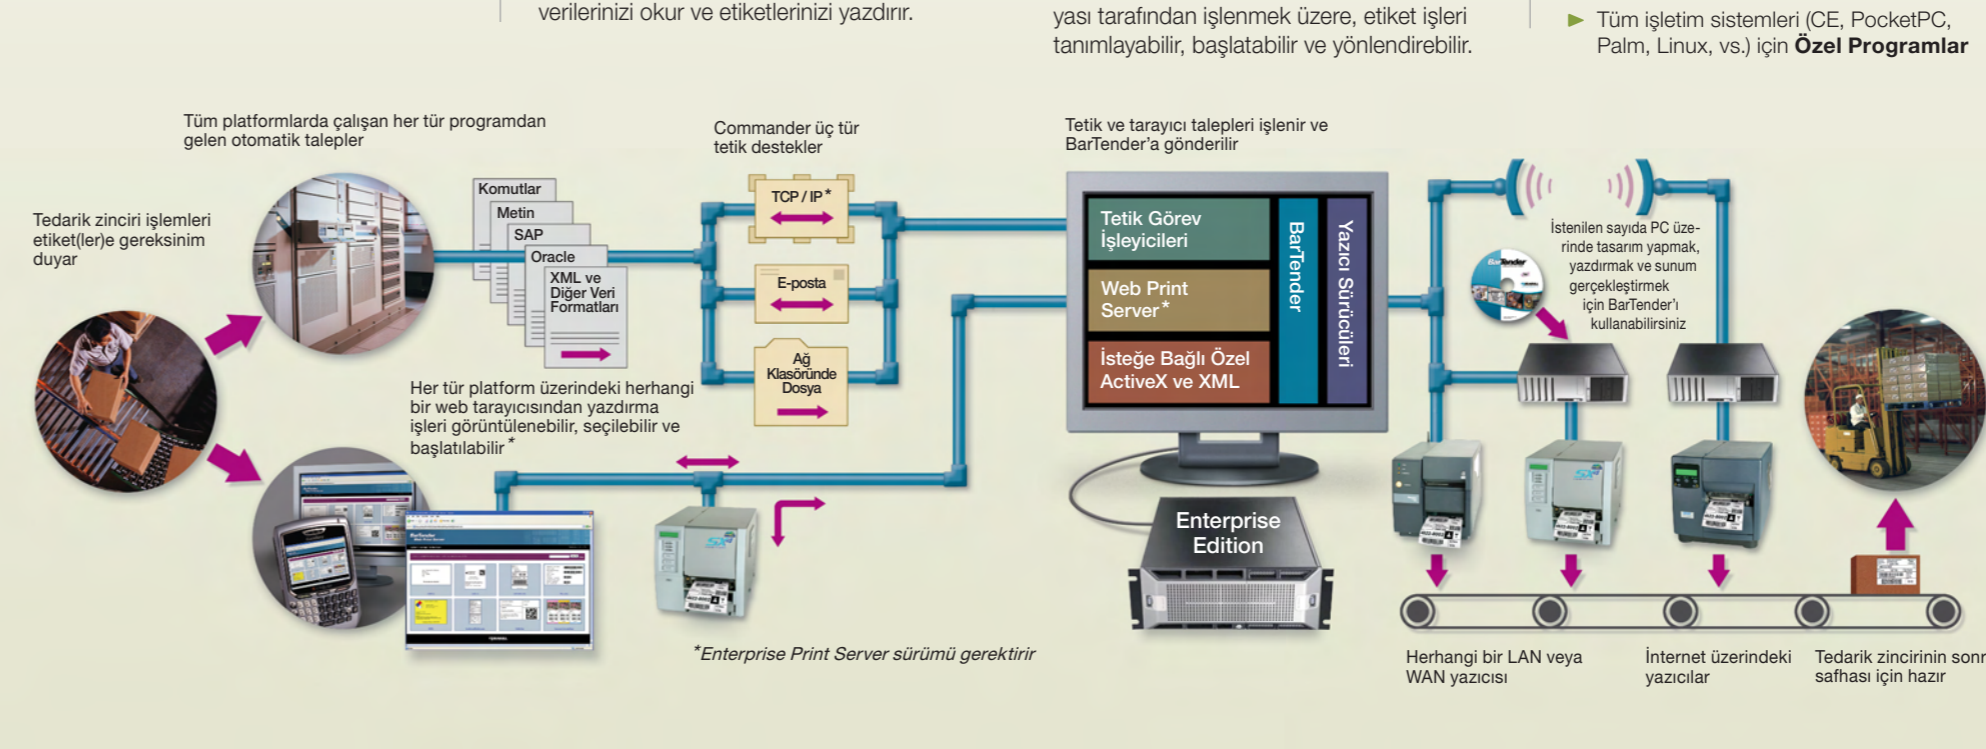 verilerinizi okur ve etiketlerinizi yazdırır.
yası tarafından işlenmek üzere, etiket işleri
tanımlayabilir, başlatabilir ve yönlendirebilir.
► Tüm işletim sistemleri (CE, PocketPC,
Palm, Linux, vs.) için Özel Programlar
Tüm platformlarda çalışan her tür programdan
gelen otomatik talepler
Commander üç tür
tetik destekler
Tetik ve tarayıcı talepleri işlenir ve
BarTender'a gönderilir
Tedarik zinciri işlemleri
etiket(ler)e gereksinim
duyar
Komutlar
Metin
SAP
Oracle
XML ve
Diğer Veri
Formatları
TCP / IP*
E-posta
Ağ
Klasöründe
Dosya
Tetik Görev
İşleyicileri
Web Print
Server*
İsteğe Bağlı Özel
ActiveX ve XML
BarTender
Yazıcı Sürücüleri
İstenilen sayıda PC üze-
rinde tasarım yapmak,
yazdırmak ve sunum
gerçekleştirmek
için BarTender'ı
kullanabilirsiniz
BarTender
Her tür platform üzerindeki herhangi
bir web tarayıcısından yazdırma
işleri görüntülenebilir, seçilebilir ve
başlatılabilir*
BarTender
Web Print Server
Enterprise
Edition
*Enterprise Print Server sürümü gerektirir
Herhangi bir LAN veya
WAN yazıcısı
İnternet üzerindeki
yazıcılar
Tedarik zincirinin sonr
safhası için hazır